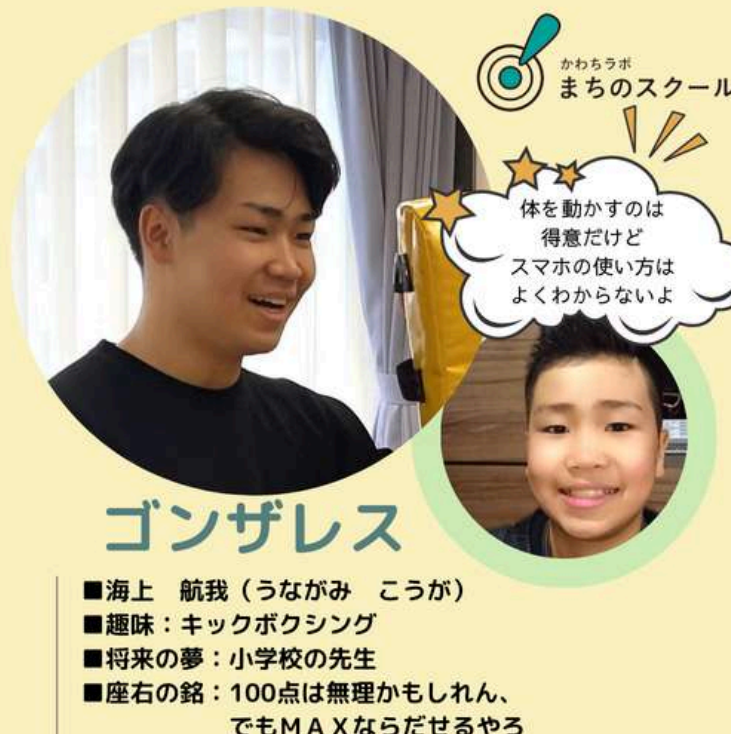 かわちラボ
まちのスクール
体を動かすのは
得意だけど
スマホの使い方は
よくわからないよ
ゴンザレス
■海上　航我（うながみ　こうが）
■趣味：キックボクシング
■将来の夢：小学校の先生
■座右の銘：100点は無理かもしれん、
でもMAXならだせるやろ